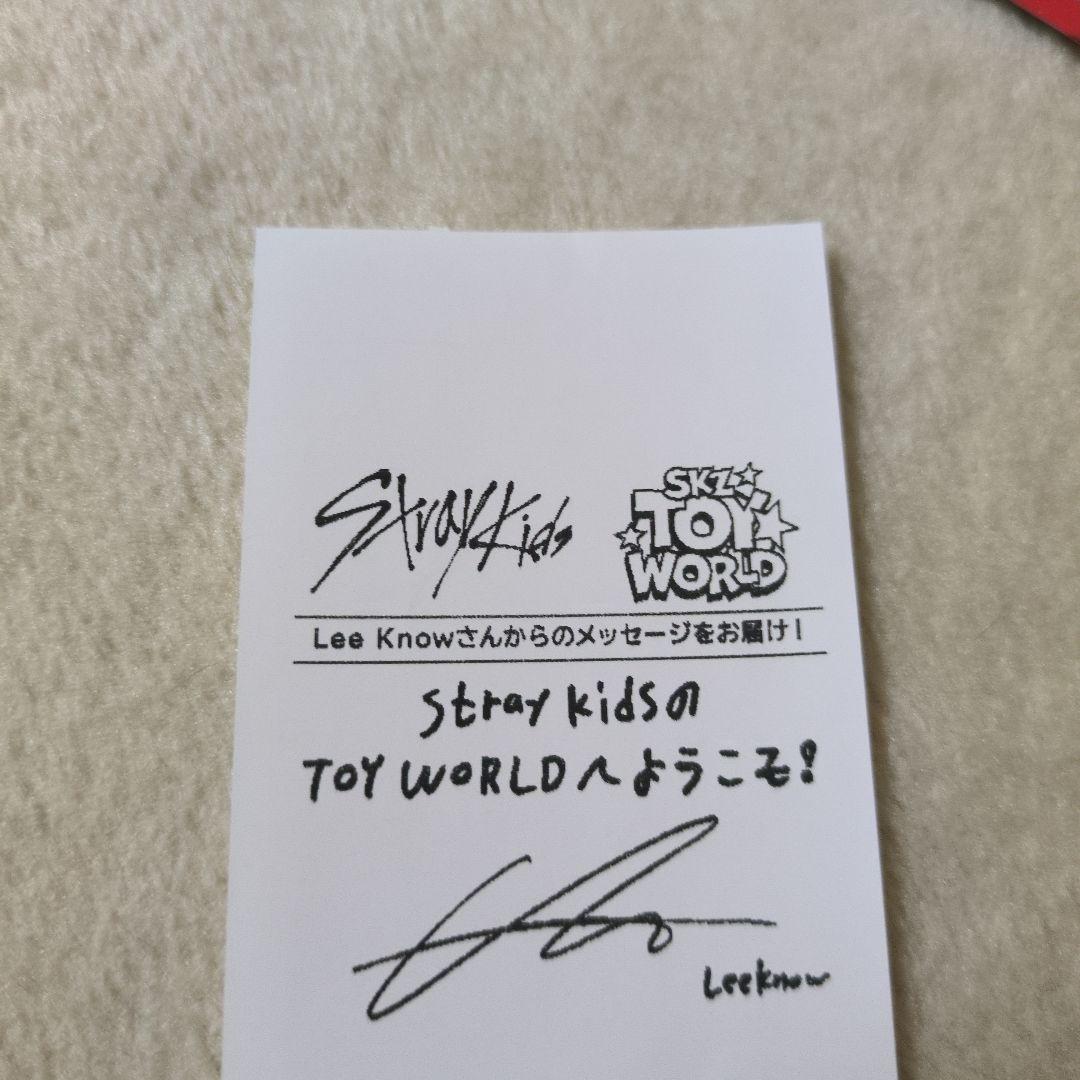 Stray Kids
SKZ
TOY
WORLD
Lee Knowさんからのメッセージをお届け!
Stray kidsの
TOY WORLDへようこそ!
Leeknow